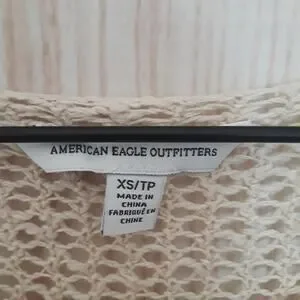 AMERICAN EAGLE OUTFITTERS
XS/TP
MADE IN
CHINA
FABRIQUÉ EN
CHINE